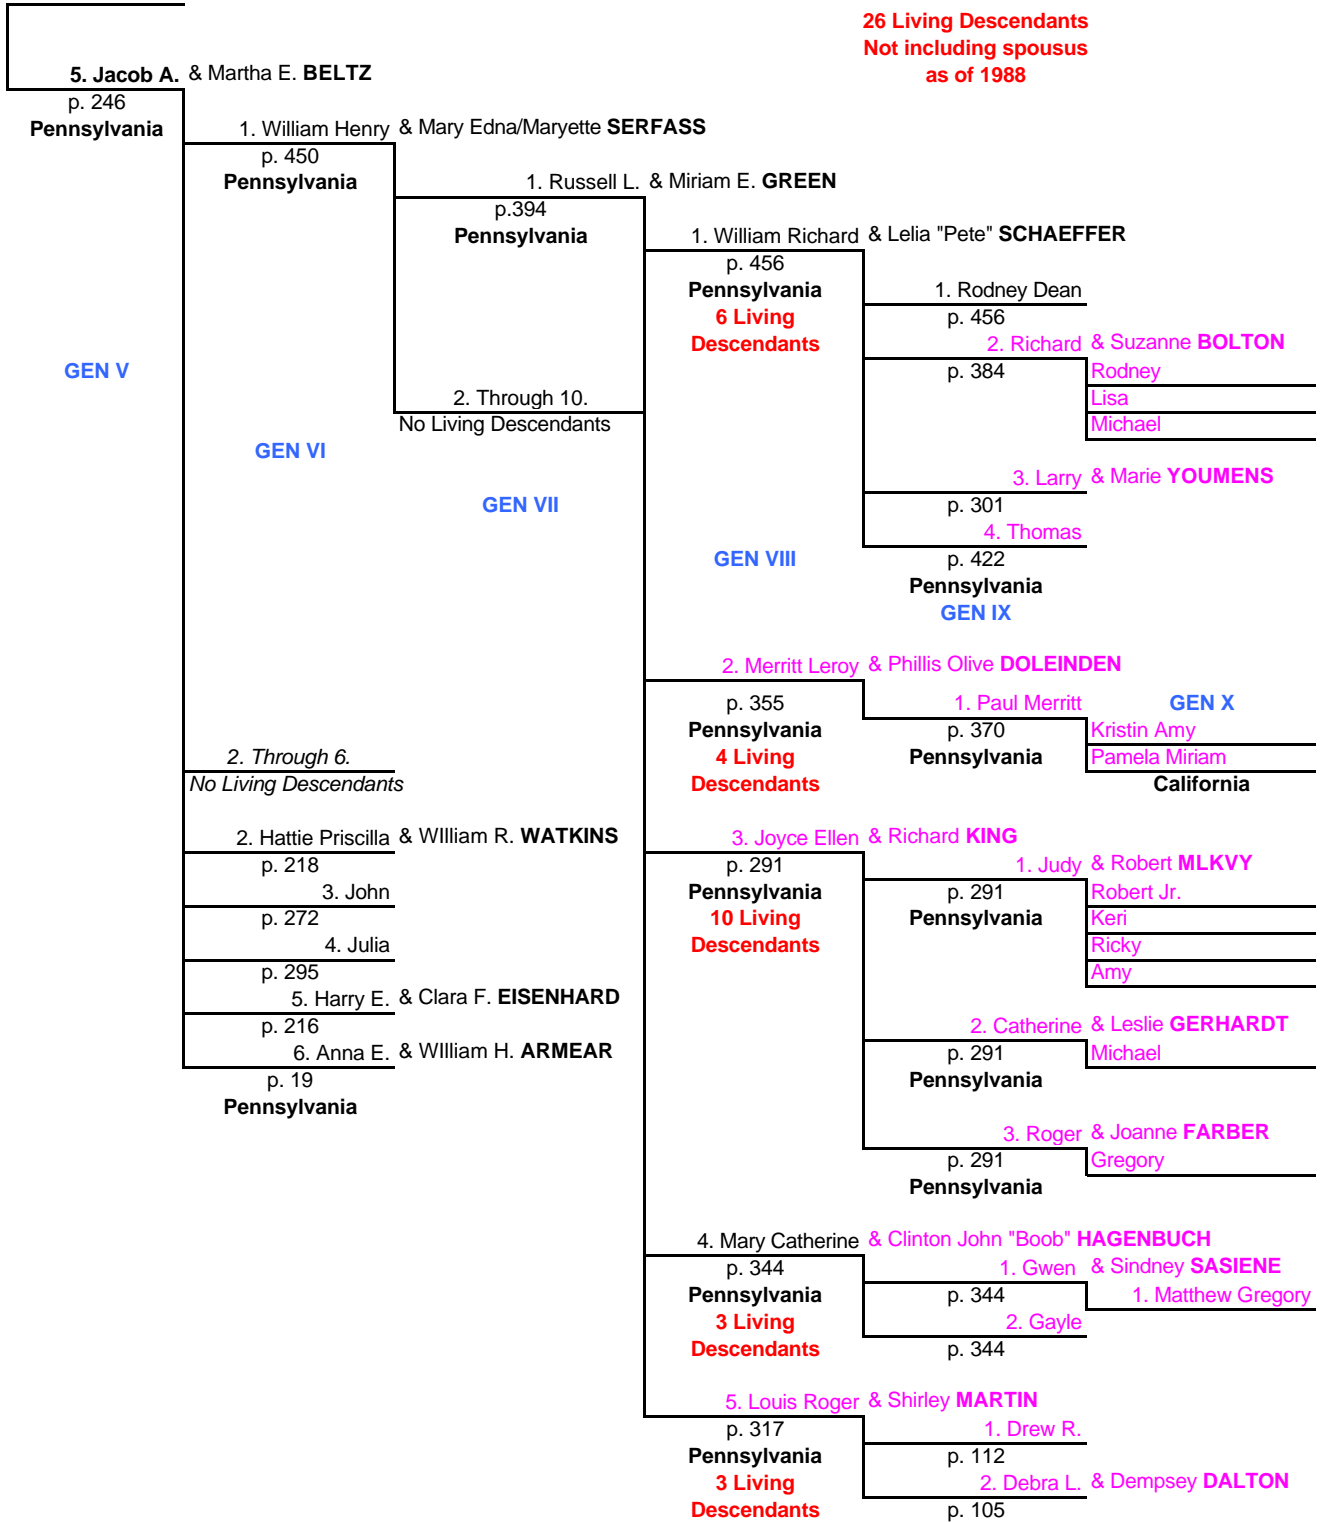 26 Living Descendants
Not including spousus
as of 1988
5. Jacob A. & Martha E. BELTZ
p. 246
Pennsylvania
1. William Henry & Mary Edna/Maryette SERFASS
p. 450
Pennsylvania
1. Russell L. & Miriam E. GREEN
p.394
Pennsylvania
1. William Richard & Lelia "Pete" SCHAEFFER
p. 456
Pennsylvania
6 Living
Descendants
1. Rodney Dean
p. 456
2. Richard & Suzanne BOLTON
p. 384
Rodney
Lisa
Michael
GEN V
2. Through 10.
No Living Descendants
GEN VI
3. Larry & Marie YOUMENS
p. 301
GEN VII
4. Thomas
p. 422
Pennsylvania
GEN VIII
GEN IX
2. Merritt Leroy & Phillis Olive DOLEINDEN
p. 355
Pennsylvania
4 Living
Descendants
1. Paul Merritt
p. 370
Pennsylvania
GEN X
Kristin Amy
Pamela Miriam
California
2. Through 6.
No Living Descendants
2. Hattie Priscilla & WIlliam R. WATKINS
p. 218
3. John
p. 272
4. Julia
p. 295
5. Harry E. & Clara F. EISENHARD
p. 216
6. Anna E. & WIlliam H. ARMEAR
p. 19
Pennsylvania
3. Joyce Ellen & Richard KING
p. 291
Pennsylvania
10 Living
Descendants
1. Judy & Robert MLKVY
p. 291
Pennsylvania
Robert Jr.
Keri
Ricky
Amy
2. Catherine & Leslie GERHARDT
p. 291
Pennsylvania
Michael
3. Roger & Joanne FARBER
p. 291
Pennsylvania
Gregory
4. Mary Catherine & Clinton John "Boob" HAGENBUCH
p. 344
Pennsylvania
3 Living
Descendants
1. Gwen & Sindney SASIENE
p. 344
1. Matthew Gregory
2. Gayle
p. 344
5. Louis Roger & Shirley MARTIN
p. 317
Pennsylvania
3 Living
Descendants
1. Drew R.
p. 112
2. Debra L. & Dempsey DALTON
p. 105